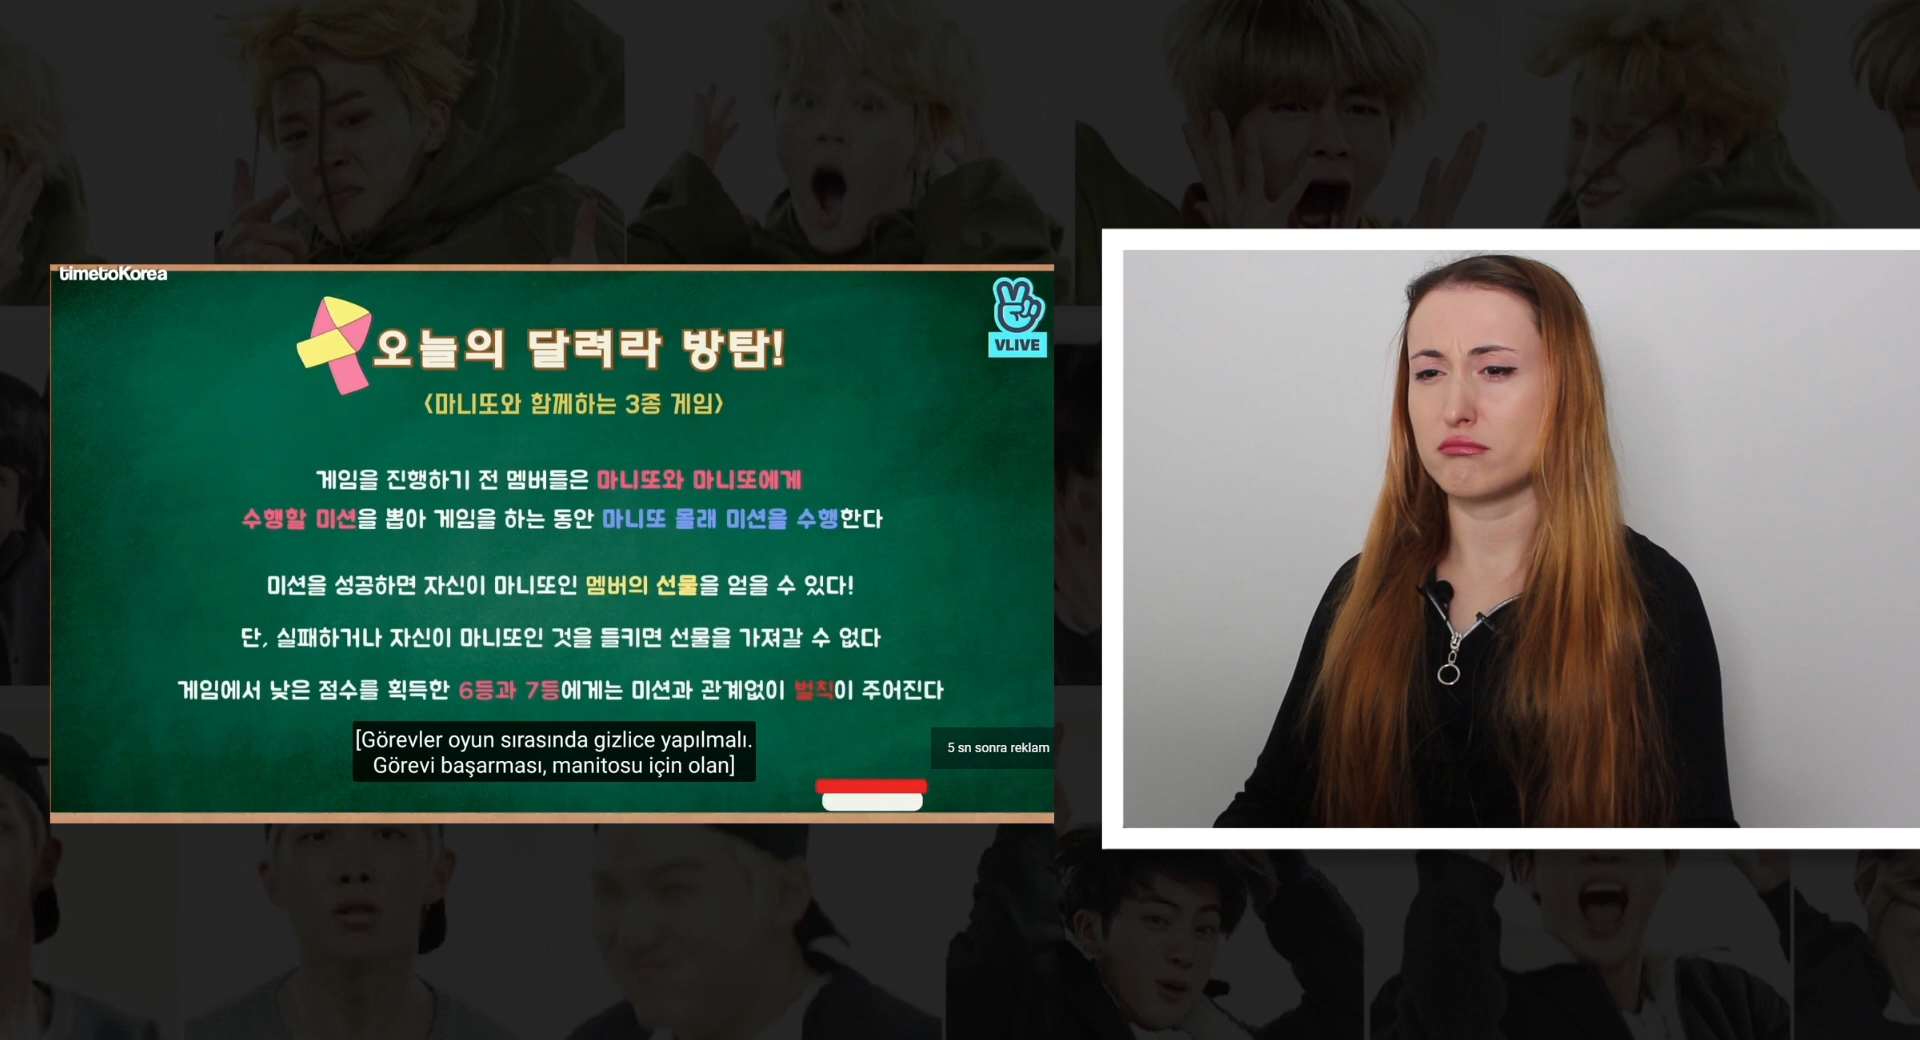 timetoKorea
VLIVE
오늘의 달려라 방탄!
<마니또와 함께하는 3종 게임>
게임을 진행하기 전 멤버들은 마니또와 마니또에게
수행할 미션을 뽑아 게임을 하는 동안 마니또 몰래 미션을 수행한다
미션을 성공하면 자신이 마니또인 멤버의 선물을 얻을 수 있다!
단, 실패하거나 자신이 마니또인 것을 들키면 선물을 가져갈 수 없다
게임에서 낮은 점수를 획득한 6등과 7등에게는 미션과 관계없이 벌칙이 주어진다
[Görevler oyun sırasında gizlice yapılmalı.
Görevi başarması, manitosu için olan]
5 sn sonra reklam